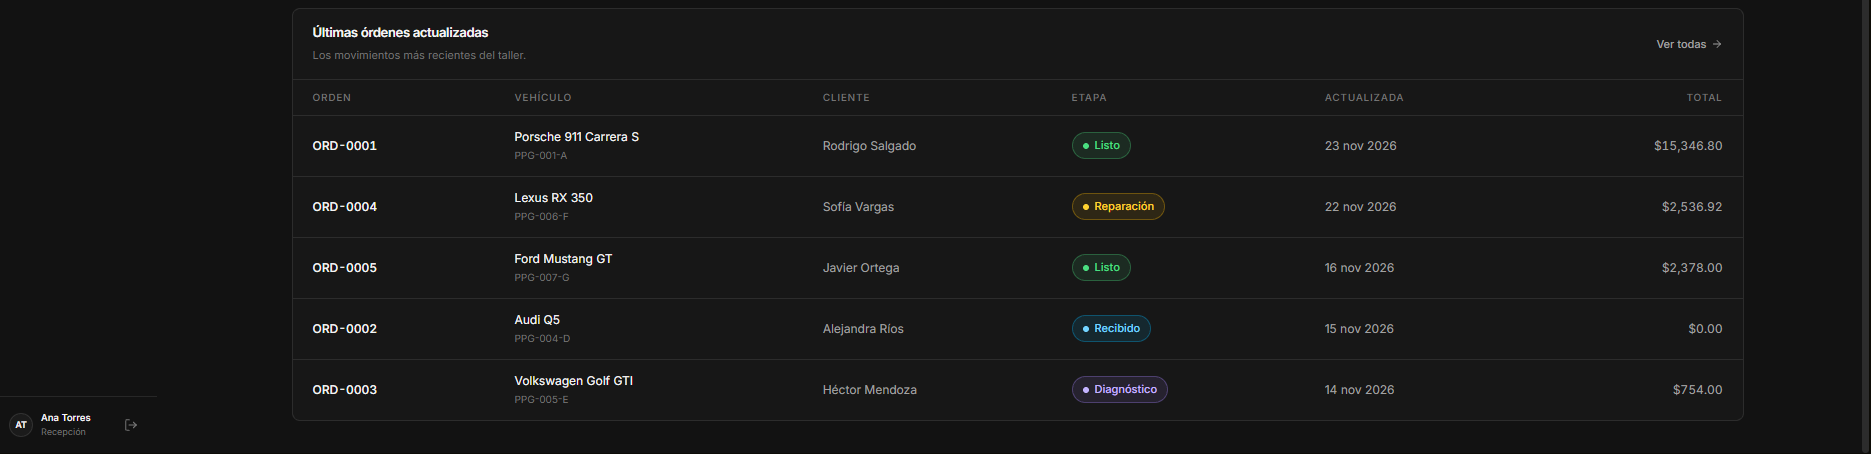 Últimas órdenes actualizadas
Los movimientos más recientes del taller.
Ver todas →
ORDEN VEHÍCULO CLIENTE ETAPA ACTUALIZADA TOTAL
ORD-0001 Porsche 911 Carrera S Rodrigo Salgado Listo 23 nov 2026 $15,346.80
PPG-001-A
ORD-0004 Lexus RX 350 Sofía Vargas Reparación 22 nov 2026 $2,536.92
PPG-006-F
ORD-0005 Ford Mustang GT Javier Ortega Listo 16 nov 2026 $2,378.00
PPG-007-G
ORD-0002 Audi Q5 Alejandra Ríos Recibido 15 nov 2026 $0.00
PPG-004-D
ORD-0003 Volkswagen Golf GTI Héctor Mendoza Diagnóstico 14 nov 2026 $754.00
PPG-005-E
AT Ana Torres
Recepción